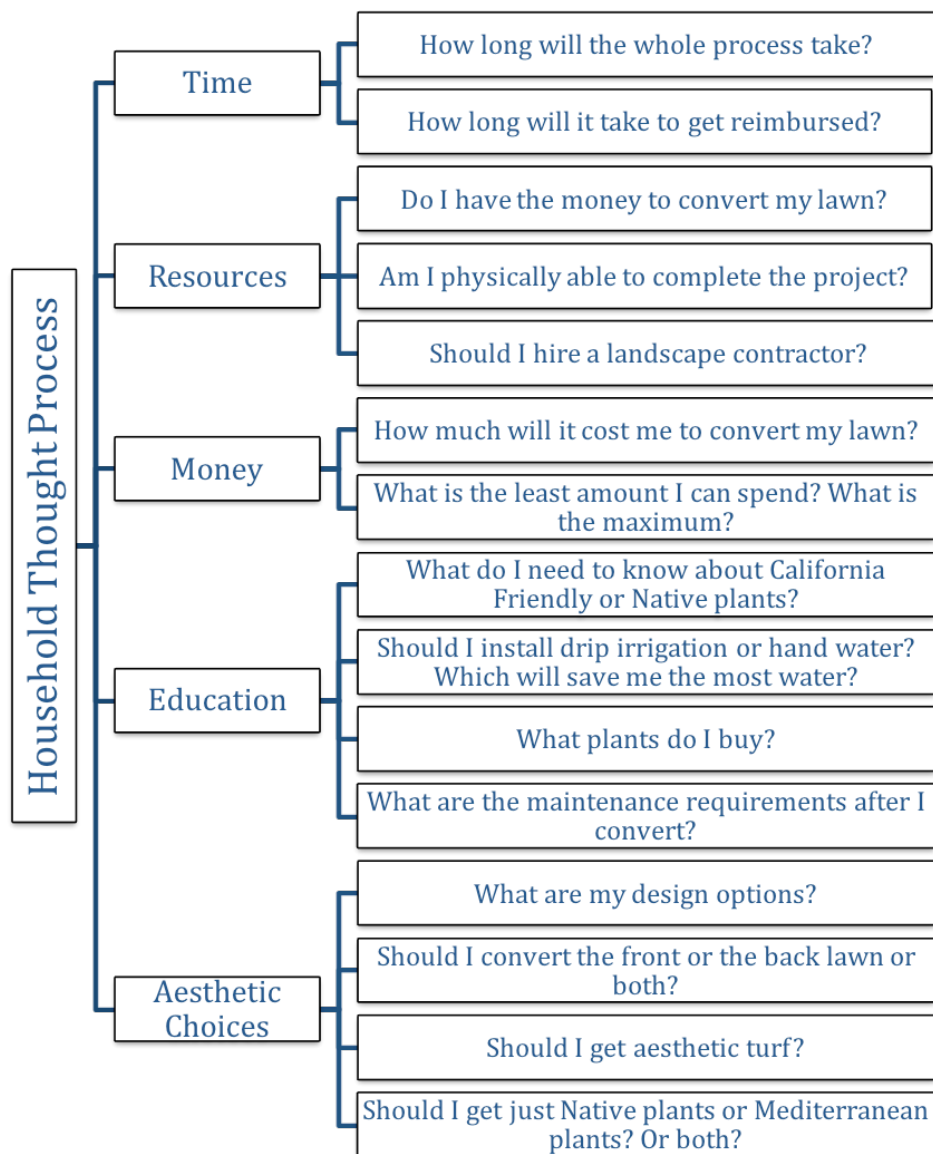 Household Thought Process
Time
How long will the whole process take?
How long will it take to get reimbursed?
Resources
Do I have the money to convert my lawn?
Am I physically able to complete the project?
Should I hire a landscape contractor?
Money
How much will it cost me to convert my lawn?
What is the least amount I can spend? What is
the maximum?
Education
What do I need to know about California
Friendly or Native plants?
Should I install drip irrigation or hand water?
Which will save me the most water?
What plants do I buy?
What are the maintenance requirements after I
convert?
Aesthetic
Choices
What are my design options?
Should I convert the front or the back lawn or
both?
Should I get aesthetic turf?
Should I get just Native plants or Mediterranean
plants? Or both?